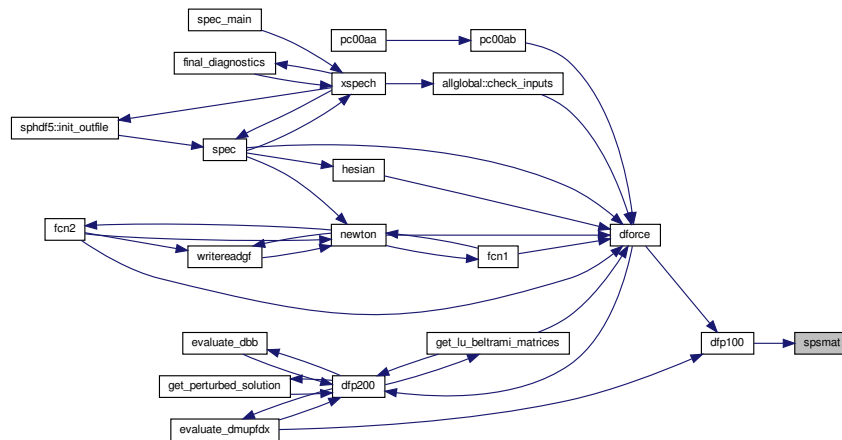 spec_main
pc00aa
pc00ab
final_diagnostics
xspech
allglobal::check_inputs
sphdf5::init_outfile
spec
hesian
fcn2
newton
dforce
writereadgf
fcn1
evaluate_dbb
get_lu_beltrami_matrices
dfp100
spsmat
get_perturbed_solution
dfp200
evaluate_dmupfdx